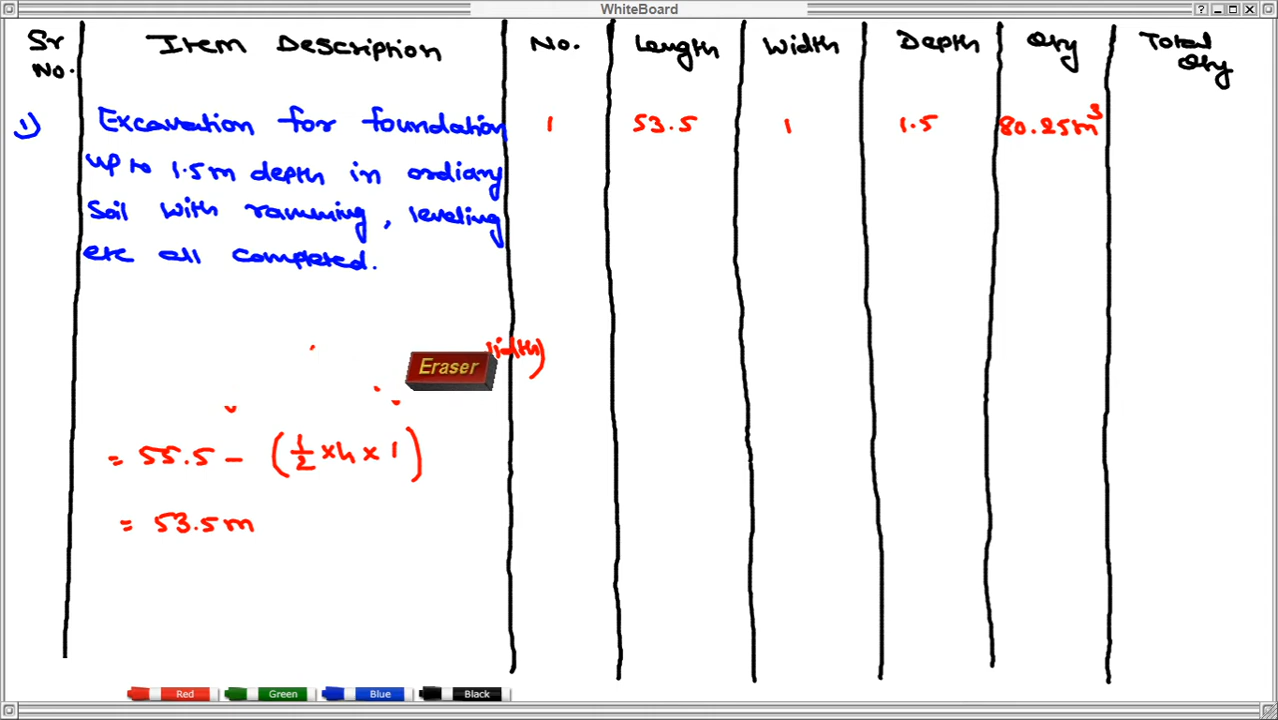 WhiteBoard
Sr No. Item Description No. Length Width Depth Qty Total Qty
1) Excavation for foundation 1 53.5 1 1.5 80.25m³
up to 1.5m depth in ordiary
Soil with ramming, leveling
etc all completed.
Eraser
= 55.5 - (1/2 x 4 x 1)
= 53.5m
Red Green Blue Black